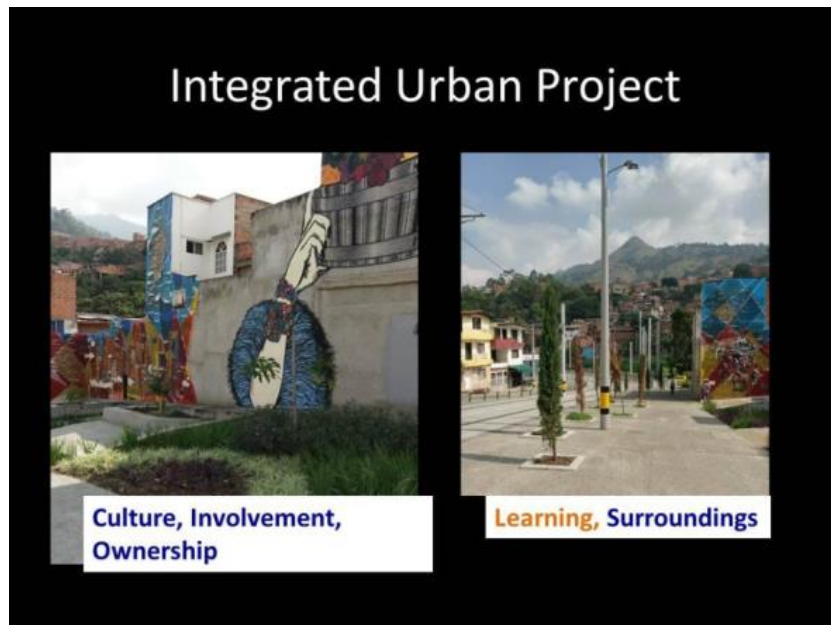 Integrated Urban Project
Culture, Involvement,
Ownership
Learning, Surroundings